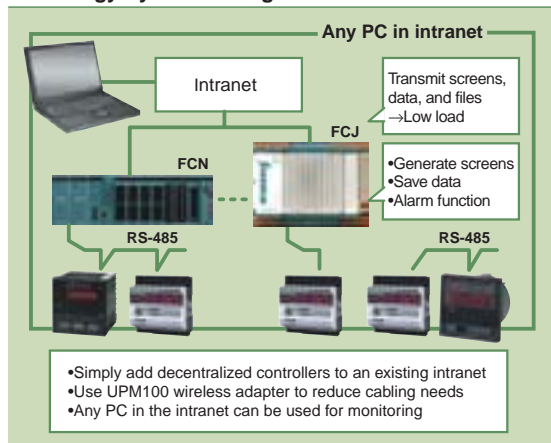 Any PC in intranet
Intranet
Transmit screens,
data, and files
→Low load
FCN
FCJ
•Generate screens
•Save data
•Alarm function
RS-485
RS-485
•Simply add decentralized controllers to an existing intranet
•Use UPM100 wireless adapter to reduce cabling needs
•Any PC in the intranet can be used for monitoring